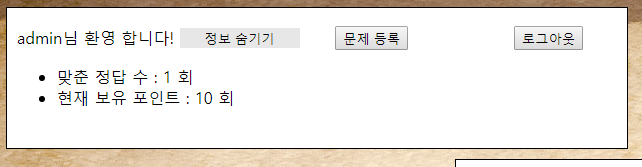 admin님 환영 합니다! 정보 숨기기 문제 등록 로그아웃
맞춘 정답 수 : 1 회
현재 보유 포인트 : 10 회